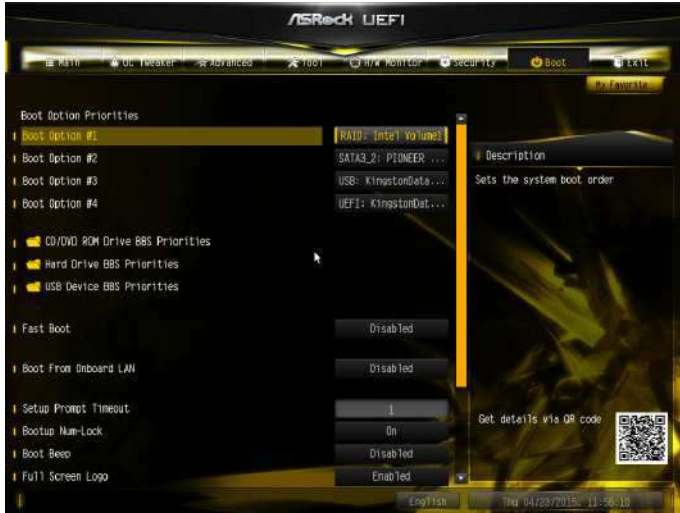 ASRock UEFI
Main OC Tweaker Advanced Tool H/W Monitor Security Boot Exit
My Favorite
Boot Option Priorities
Boot Option #1 RAID: Intel Volume1
Boot Option #2 SATA3_2: PIONEER ...
Boot Option #3 USB: KingstonData...
Boot Option #4 UEFI: KingstonDat...
CD/DVD ROM Drive BBS Priorities
Hard Drive BBS Priorities
USB Device BBS Priorities
Fast Boot Disabled
Boot From Onboard LAN Disabled
Setup Prompt Timeout 1
Bootup Num-Lock On
Boot Beep Disabled
Full Screen Logo Enabled
Description
Sets the system boot order
Get details via QR code
English Thu 04/23/2015, 11:56:10